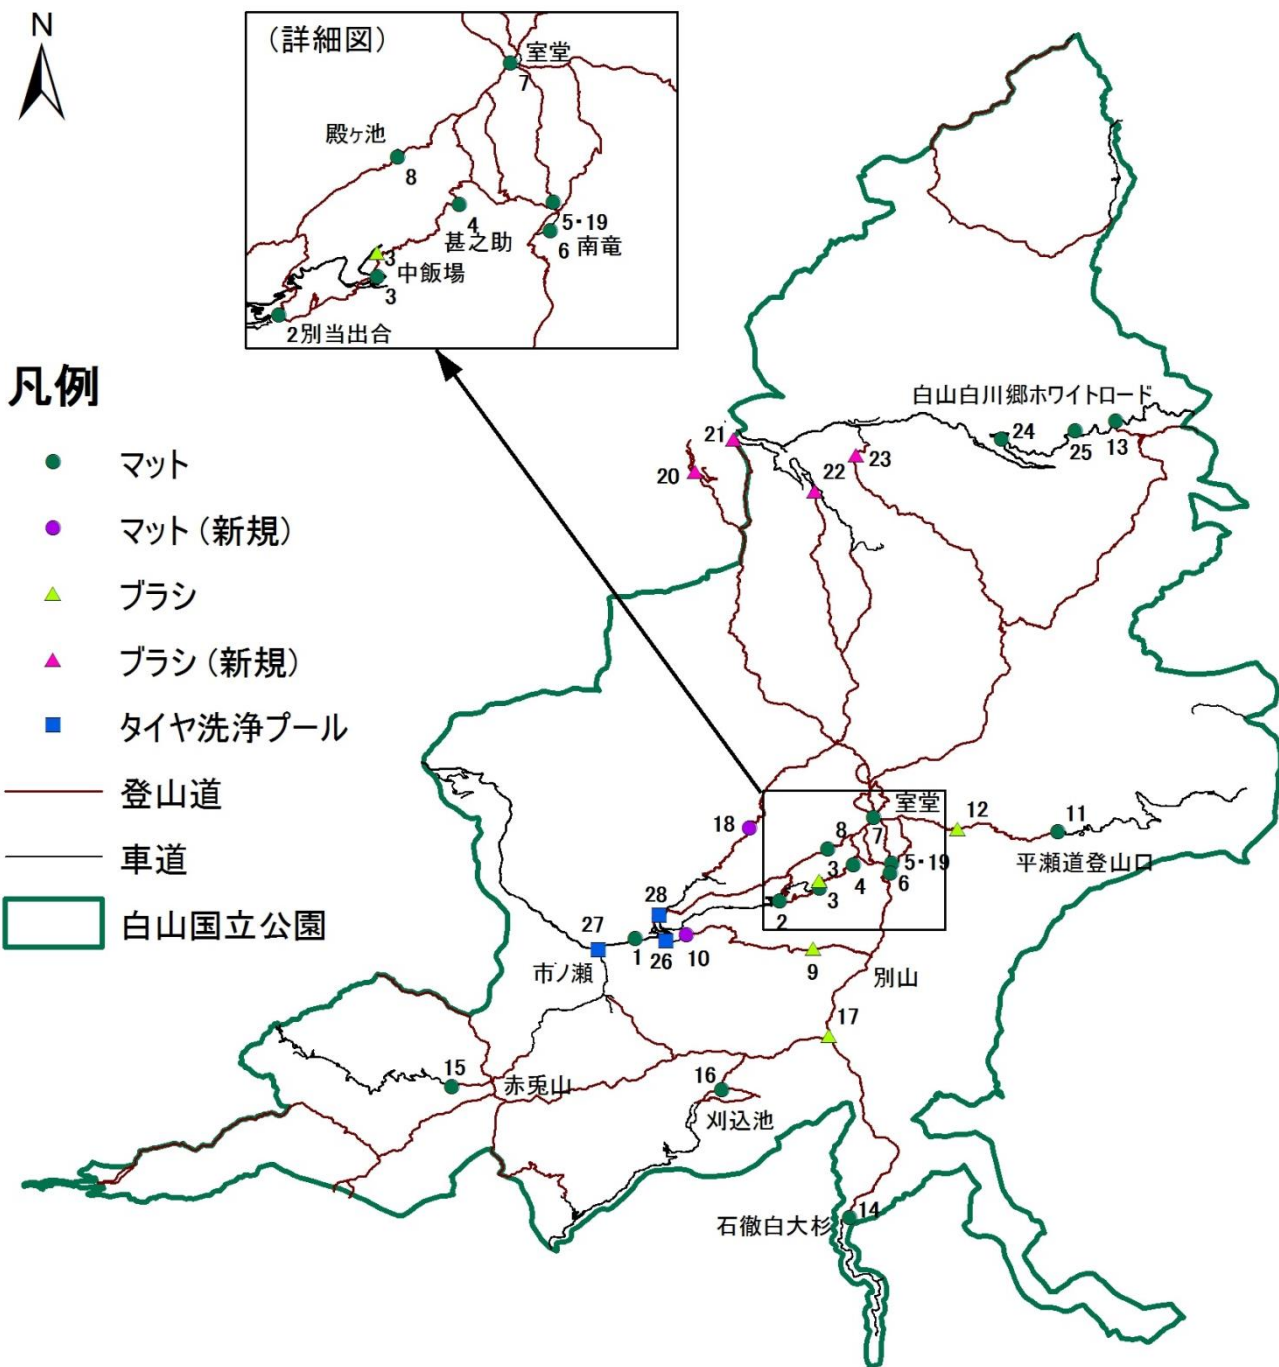 N
(詳細図)
室堂
7
殿ヶ池
8
4
甚之助
5・19
6 南竜
3
中飯場
3
2別当出合
凡例
マット
マット(新規)
ブラシ
ブラシ(新規)
タイヤ洗浄プール
登山道
車道
白山国立公園
白山白川郷ホワイトロード
21
24
25
13
20
22
23
室堂
12
11
平瀬道登山口
18
8
7
3
4
5・19
6
3
2
28
27
1
26
10
9
市ノ瀬
別山
17
15
赤兎山
16
刈込池
14
石徹白大杉